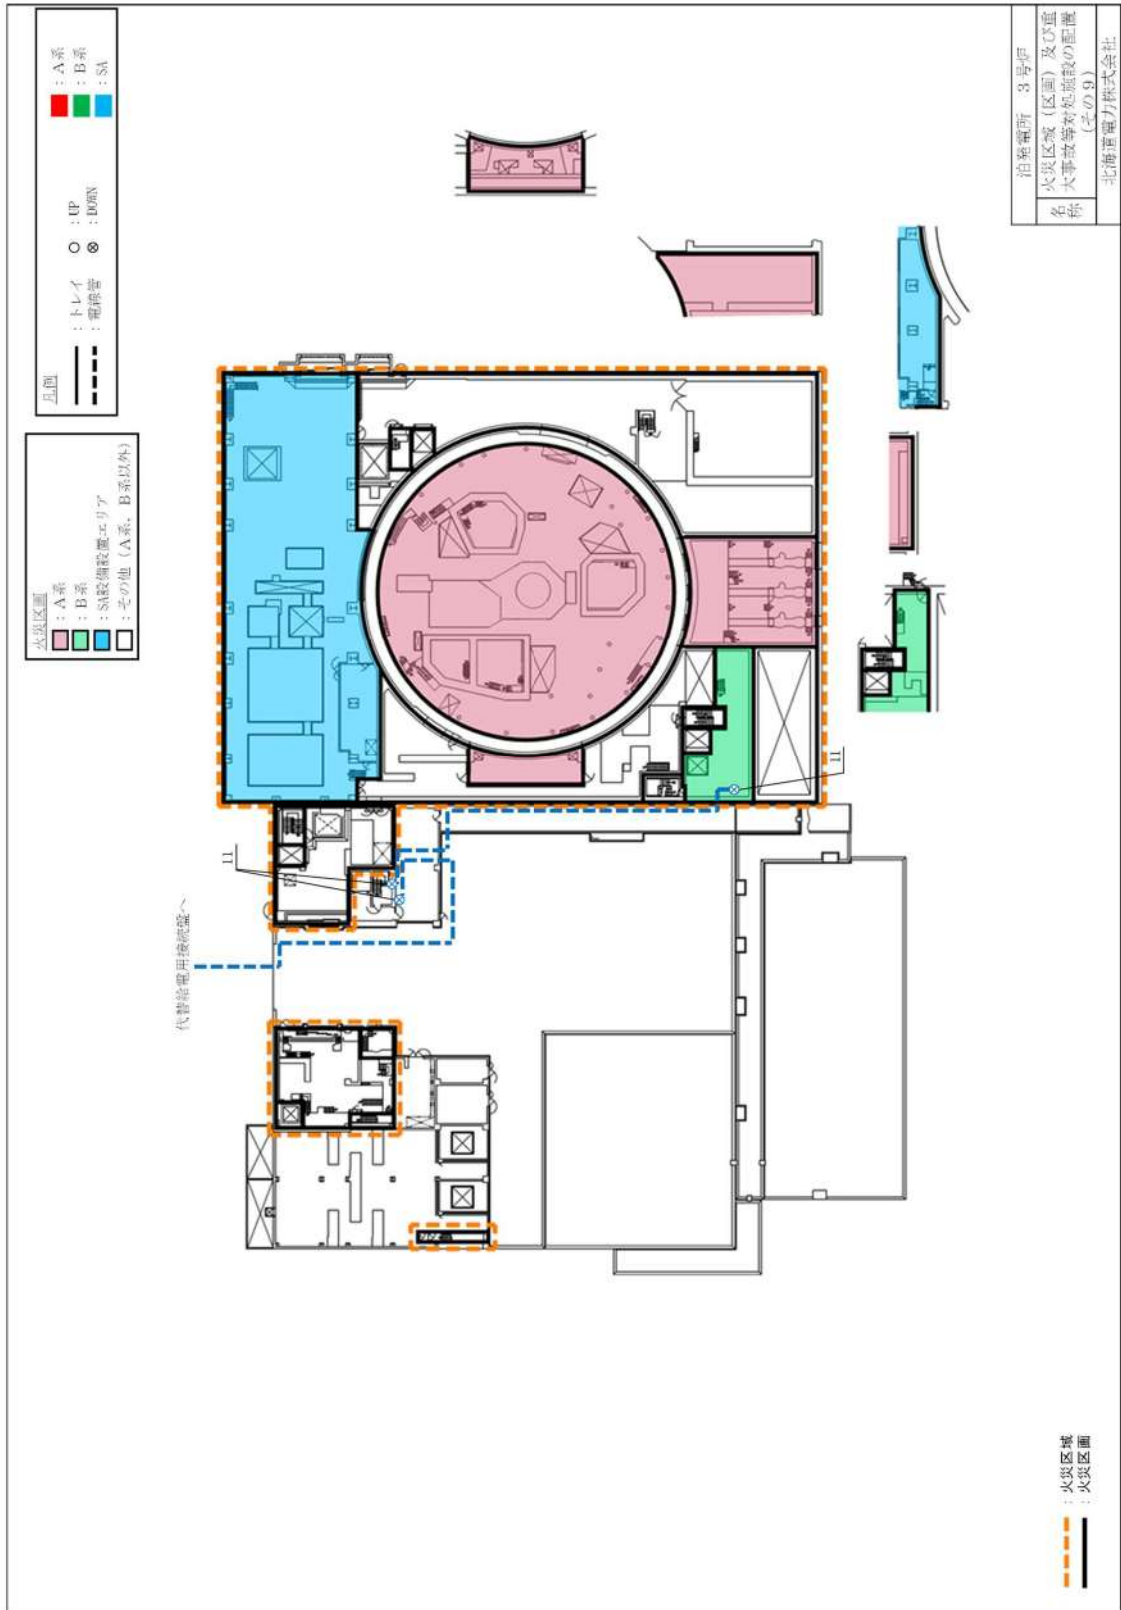 火災区画
：A系
：B系
：SA設備設置エリア
：その他（A系、B系以外）
凡例
：トレイ
：電線管
○：UP
⊗：DOWN
：A系
：B系
：SA
代替給電用接続盤へ
11
11
：火災区域
：火災区画
泊発電所　3号炉
名称
火災区域（区画）及び重
大事故等対処施設の配置
（その9）
北海道電力株式会社